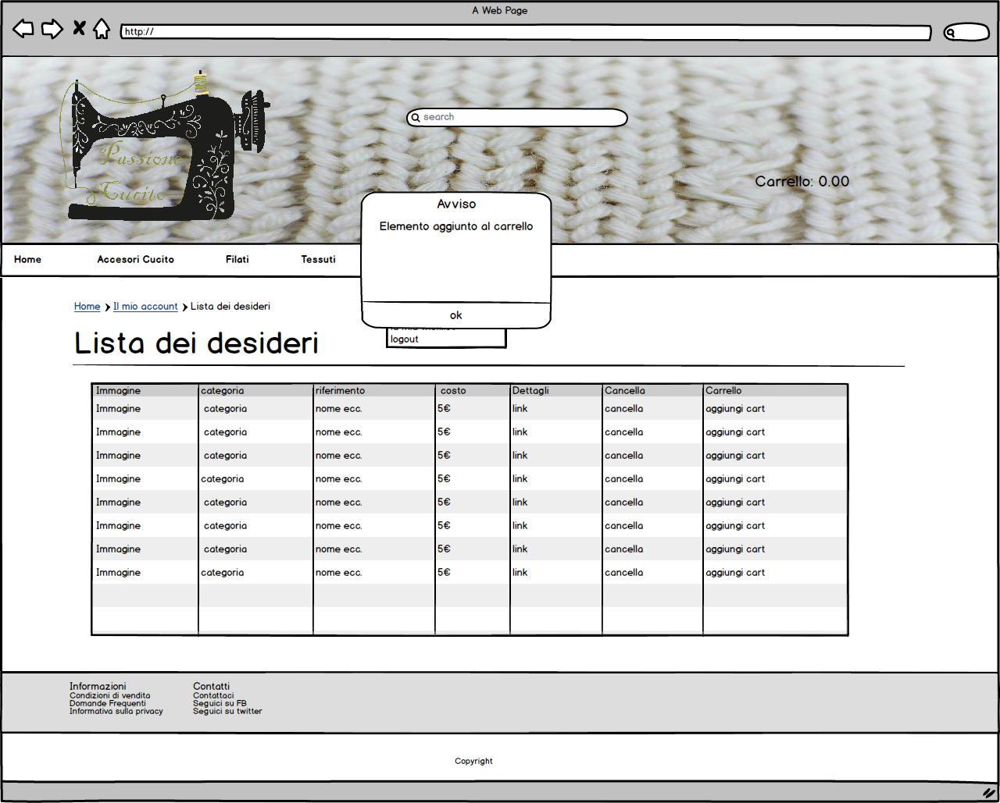 A Web Page
http://
search
Passione
Cucito
Carrello: 0.00
Avviso
Elemento aggiunto al carrello
ok
Home Accesori Cucito Filati Tessuti
logout
Home Il mio account Lista dei desideri
Lista dei desideri
Immagine categoria riferimento costo Dettagli Cancella Carrello
Immagine categoria nome ecc. 5€ link cancella aggiungi cart
Immagine categoria nome ecc. 5€ link cancella aggiungi cart
Immagine categoria nome ecc. 5€ link cancella aggiungi cart
Immagine categoria nome ecc. 5€ link cancella aggiungi cart
Immagine categoria nome ecc. 5€ link cancella aggiungi cart
Immagine categoria nome ecc. 5€ link cancella aggiungi cart
Immagine categoria nome ecc. 5€ link cancella aggiungi cart
Immagine categoria nome ecc. 5€ link cancella aggiungi cart
Informazioni
Condizioni di vendita
Domande Frequenti
Informativa sulla privacy
Contatti
Contattaci
Seguici su FB
Seguici su twitter
Copyright